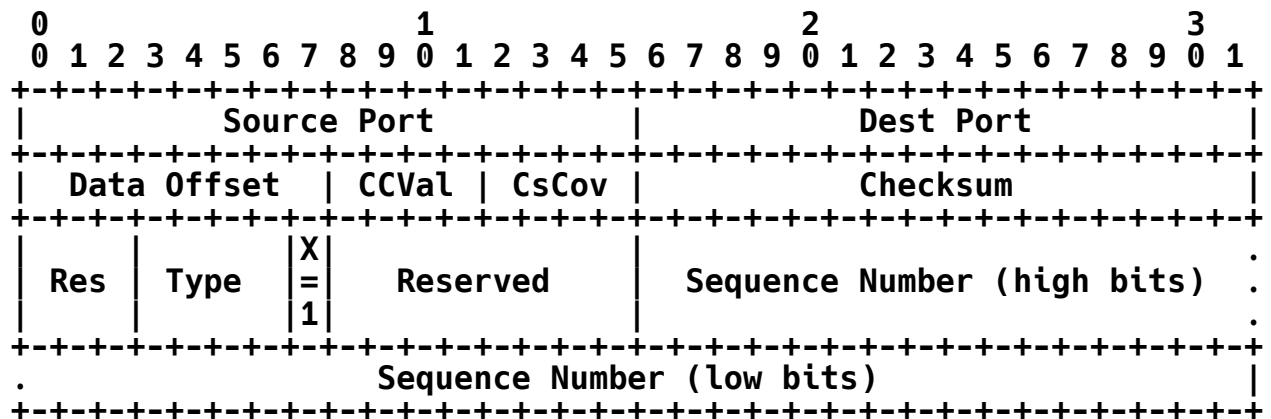 0                   1                   2                   3
 0 1 2 3 4 5 6 7 8 9 0 1 2 3 4 5 6 7 8 9 0 1 2 3 4 5 6 7 8 9 0 1
+-+-+-+-+-+-+-+-+-+-+-+-+-+-+-+-+-+-+-+-+-+-+-+-+-+-+-+-+-+-+-+-+
|          Source Port          |           Dest Port           |
+-+-+-+-+-+-+-+-+-+-+-+-+-+-+-+-+-+-+-+-+-+-+-+-+-+-+-+-+-+-+-+-+
|  Data Offset  | CCVal | CsCov |           Checksum            |
+-+-+-+-+-+-+-+-+-+-+-+-+-+-+-+-+-+-+-+-+-+-+-+-+-+-+-+-+-+-+-+-+
|     |       |X|               |                               .
| Res | Type  |=|   Reserved    |  Sequence Number (high bits)  .
|     |       |1|               |                               .
+-+-+-+-+-+-+-+-+-+-+-+-+-+-+-+-+-+-+-+-+-+-+-+-+-+-+-+-+-+-+-+-+
.                  Sequence Number (low bits)                   |
+-+-+-+-+-+-+-+-+-+-+-+-+-+-+-+-+-+-+-+-+-+-+-+-+-+-+-+-+-+-+-+-+